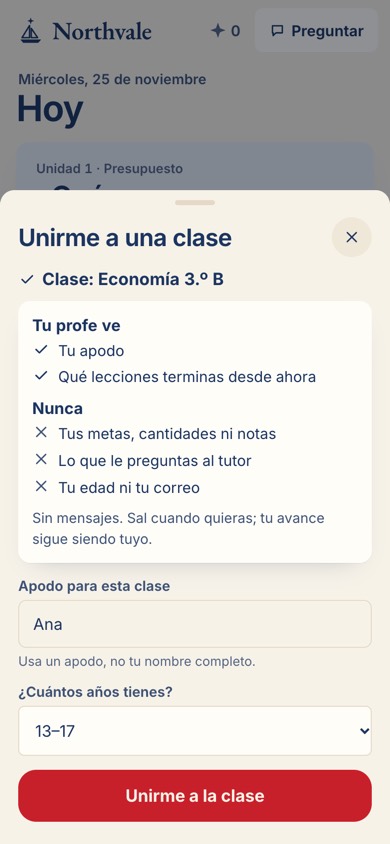 Northvale
0
Preguntar
Miércoles, 25 de noviembre
Hoy
Unidad 1 · Presupuesto
Unirme a una clase
Clase: Economía 3.º B
Tu profe ve
Tu apodo
Qué lecciones terminas desde ahora
Nunca
Tus metas, cantidades ni notas
Lo que le preguntas al tutor
Tu edad ni tu correo
Sin mensajes. Sal cuando quieras; tu avance
sigue siendo tuyo.
Apodo para esta clase
Ana
Usa un apodo, no tu nombre completo.
¿Cuántos años tienes?
13–17
Unirme a la clase